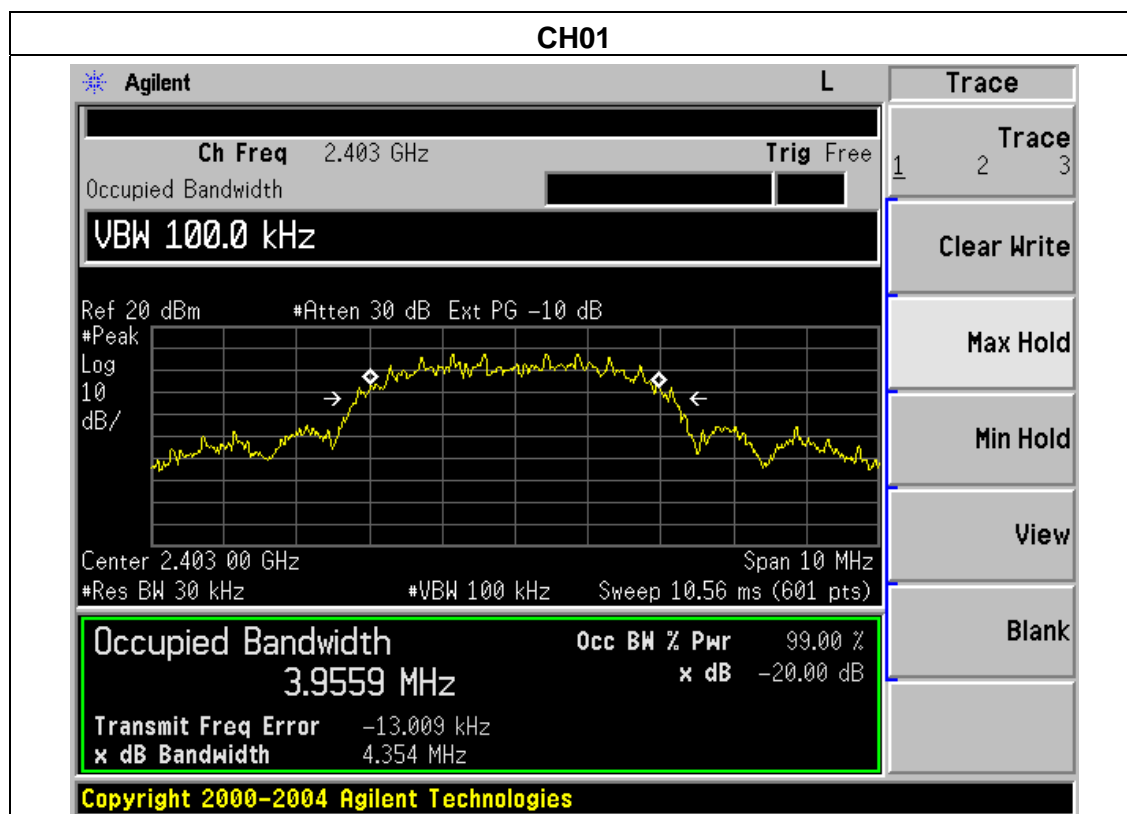 CH01
Agilent L Trace
Ch Freq 2.403 GHz Trig Free
Occupied Bandwidth
VBW 100.0 kHz
Ref 20 dBm #Atten 30 dB Ext PG -10 dB
#Peak
Log
10
dB/
Center 2.403 00 GHz Span 10 MHz
#Res BW 30 kHz #VBW 100 kHz Sweep 10.56 ms (601 pts)
Occupied Bandwidth Occ BW % Pwr 99.00 %
3.9559 MHz x dB -20.00 dB
Transmit Freq Error -13.009 kHz
x dB Bandwidth 4.354 MHz
Copyright 2000-2004 Agilent Technologies
Trace
1 2 3
Clear Write
Max Hold
Min Hold
View
Blank